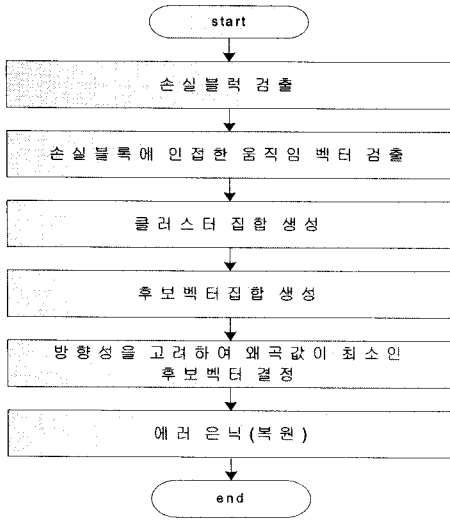 start
손실블럭 검출
손실블록에 인접한 움직임 벡터 검출
클러스터 집합 생성
후보벡터집합 생성
방향성을 고려하여 왜곡값이 최소인
후보벡터 결정
에러 은닉(복원)
end